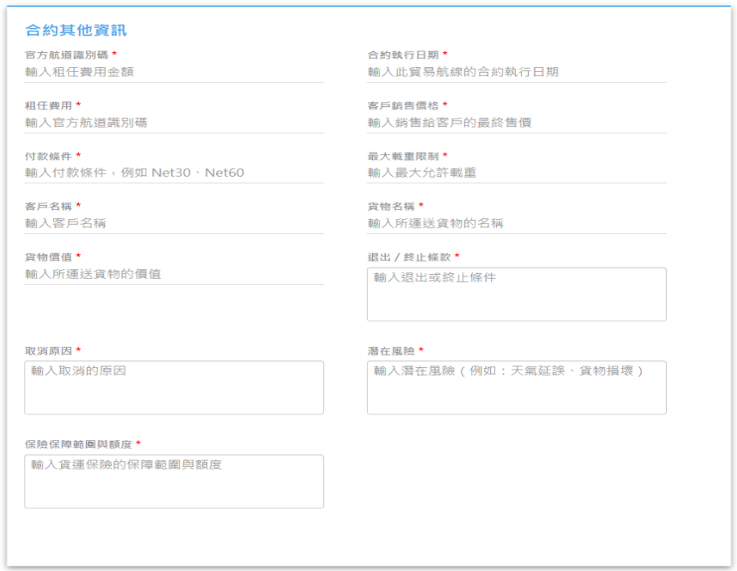 合約其他資訊
官方航道識別碼 *
輸入租任費用金額
合約執行日期 *
輸入此貿易航線的合約執行日期
租任費用 *
輸入官方航道識別碼
客戶銷售價格 *
輸入銷售給客戶的最終售價
付款條件 *
輸入付款條件，例如 Net30、Net60
最大載重限制 *
輸入最大允許載重
客戶名稱 *
輸入客戶名稱
貨物名稱 *
輸入所運送貨物的名稱
貨物價值 *
輸入所運送貨物的價值
退出 / 終止條款 *
輸入退出或終止條件
取消原因 *
輸入取消的原因
潛在風險 *
輸入潛在風險 ( 例如：天氣延誤、貨物損壞 )
保險保障範圍與額度 *
輸入貨運保險的保障範圍與額度